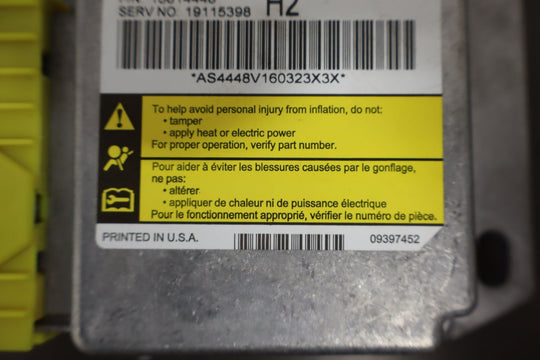 SERV NO. 19115398 H2
*AS4448V160323X3X*
To help avoid personal injury from inflation, do not:
• tamper
• apply heat or electric power
For proper operation, verify part number.
Pour aider à éviter les blessures causées par le gonflage,
ne pas:
• altérer
• appliquer de chaleur ni de puissance électrique
Pour le fonctionnement approprié, vérifier le numéro de pièce.
PRINTED IN U.S.A. 09397452